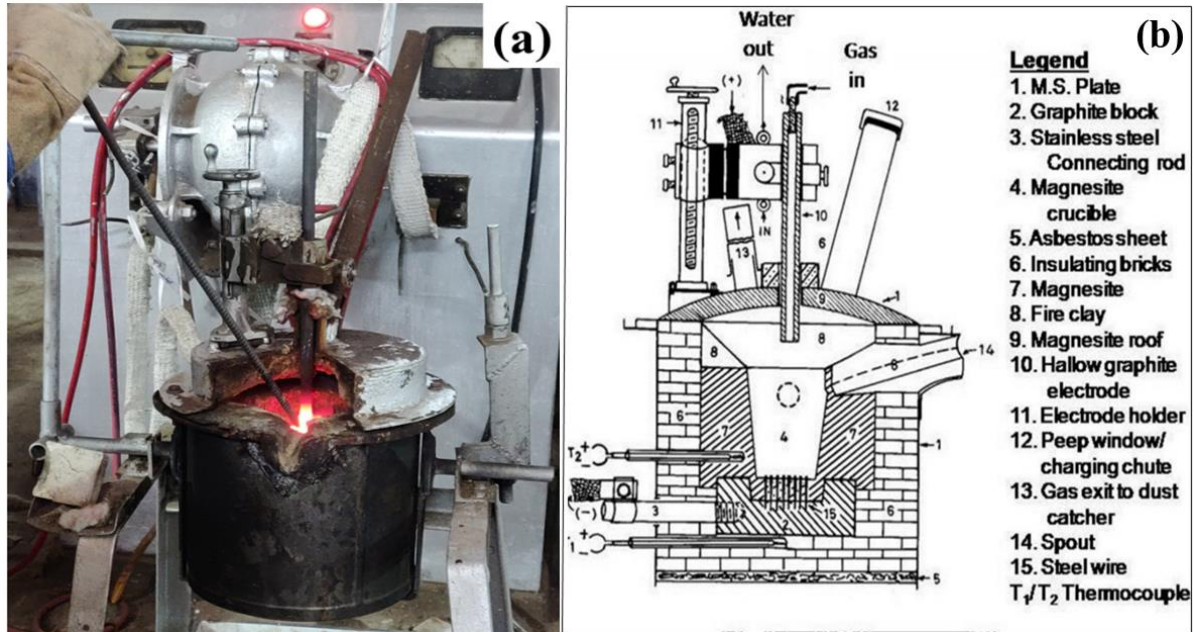 (a)
(b)
Water
out
Gas
in
Legend
1. M.S. Plate
2. Graphite block
3. Stainless steel
Connecting rod
4. Magnesite
crucible
5. Asbestos sheet
6. Insulating bricks
7. Magnesite
8. Fire clay
9. Magnesite roof
10. Hallow graphite
electrode
11. Electrode holder
12. Peep window/
charging chute
13. Gas exit to dust
catcher
14. Spout
15. Steel wire
T₁/T₂ Thermocouple
(+)
12
11
10
IN
6
13
9
1
8
8
8
14
6
7
4
7
1
T₂ +
−
(−)
3
2
15
6
+
−
5